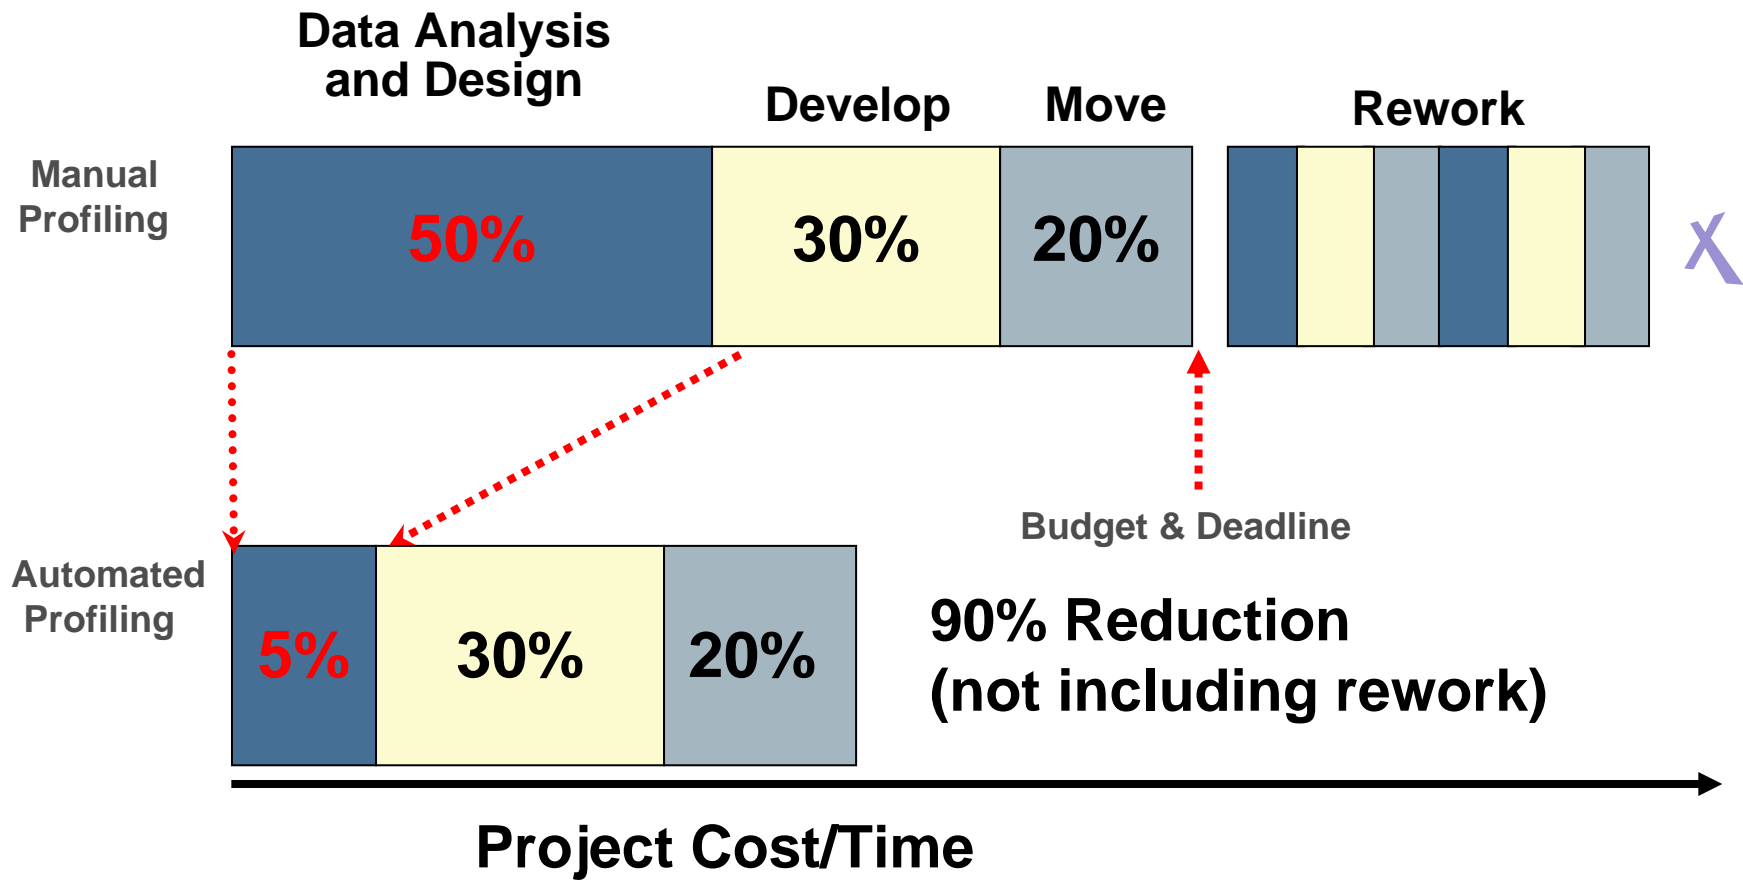 Data Analysis
and Design
Develop
Move
Rework
Manual
Profiling
50%
30%
20%
X
Budget & Deadline
Automated
Profiling
5%
30%
20%
90% Reduction
(not including rework)
Project Cost/Time